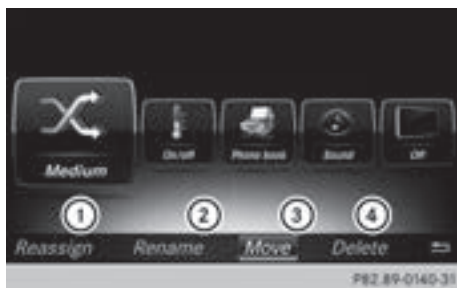 Medium
On/off
Phone book
Sound
Off
1 2 3 4
Reassign Rename Move Delete
P82.89-0140-31